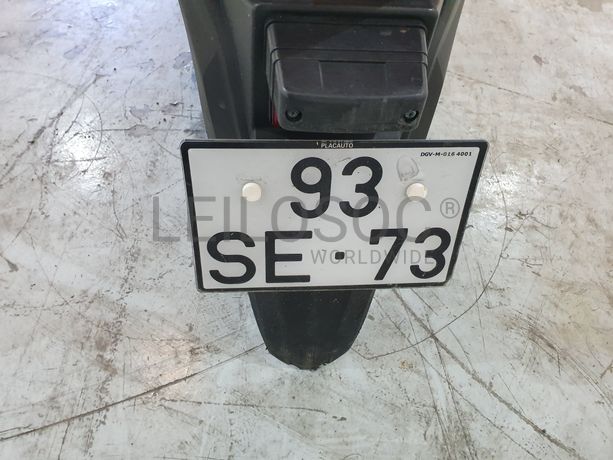 PLACAUTO
DGV-M-016 4001
93
SE-73
LEILOSOC®
WORLDWIDE